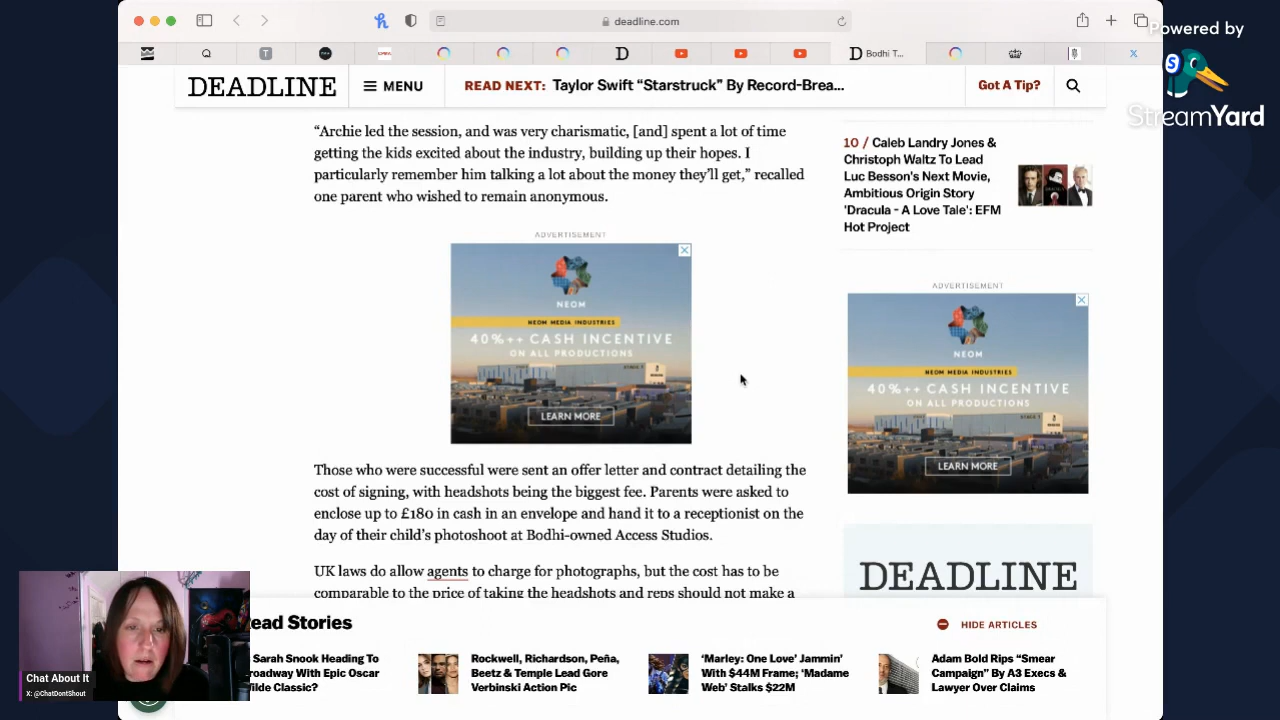 deadline.com
Powered by
StreamYard
Bodhi T...
DEADLINE
MENU
READ NEXT: Taylor Swift “Starstruck” By Record-Brea...
Got A Tip?
“Archie led the session, and was very charismatic, [and] spent a lot of time
getting the kids excited about the industry, building up their hopes. I
particularly remember him talking a lot about the money they’ll get,” recalled
one parent who wished to remain anonymous.
ADVERTISEMENT
NEOM
NEOM MEDIA INDUSTRIES
40%++ CASH INCENTIVE
ON ALL PRODUCTIONS
LEARN MORE
Those who were successful were sent an offer letter and contract detailing the
cost of signing, with headshots being the biggest fee. Parents were asked to
enclose up to £180 in cash in an envelope and hand it to a receptionist on the
day of their child’s photoshoot at Bodhi-owned Access Studios.
UK laws do allow agents to charge for photographs, but the cost has to be
comparable to the price of taking the headshots and reps should not make a
10 / Caleb Landry Jones &
Christoph Waltz To Lead
Luc Besson’s Next Movie,
Ambitious Origin Story
‘Dracula - A Love Tale’: EFM
Hot Project
ADVERTISEMENT
NEOM
NEOM MEDIA INDUSTRIES
40%++ CASH INCENTIVE
ON ALL PRODUCTIONS
LEARN MORE
DEADLINE
ead Stories
HIDE ARTICLES
Sarah Snook Heading To
roadway With Epic Oscar
ilde Classic?
Rockwell, Richardson, Peña,
Beetz & Temple Lead Gore
Verbinski Action Pic
‘Marley: One Love’ Jammin’
With $44M Frame; ‘Madame
Web’ Stalks $22M
Adam Bold Rips “Smear
Campaign” By A3 Execs &
Lawyer Over Claims
Chat About It
X: @ChatDontShout